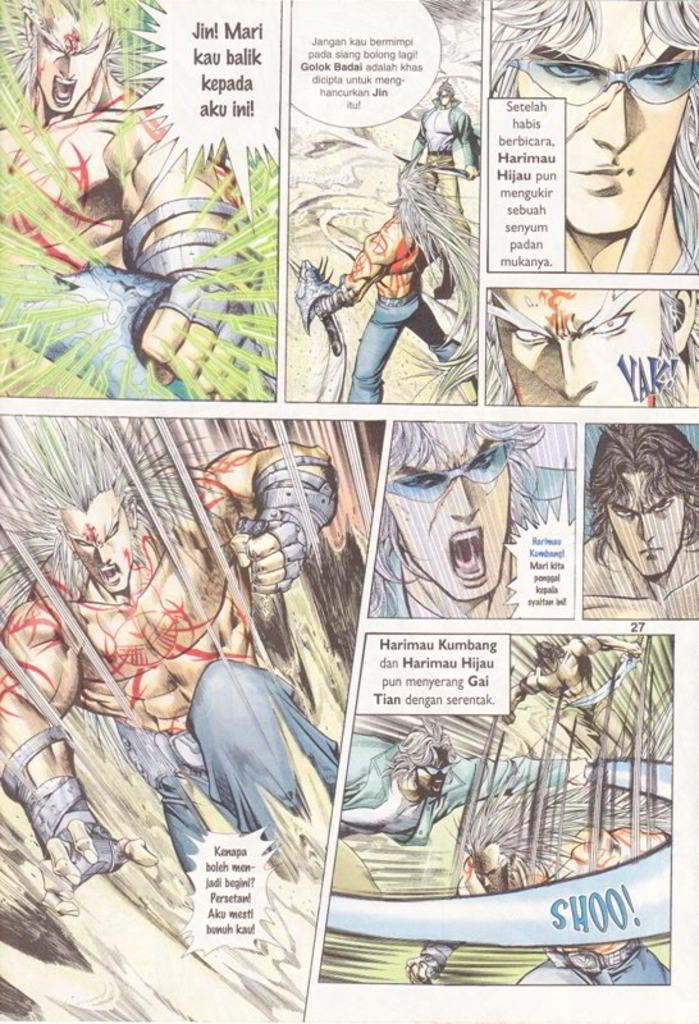 Jin! Mari
kau balik
kepada
aku ini!
Jangan kau bermimpi
pada siang bolong lagi!
Golok Badai adalah khas
dicipta untuk meng-
hancurkan Jin
itu!
Setelah
habis
berbicara,
Harimau
Hijau pun
mengukir
sebuah
senyum
padan
mukanya.
YAK!
Kenapa
boleh men-
jadi begini?
Persetan!
Aku mesti
bunuh kau!
Harimau
Kumbang!
Mari kita
penggal
kepala
syaitan ini!
27
Harimau Kumbang
dan Harimau Hijau
pun menyerang Gai
Tian dengan serentak.
SHOO!